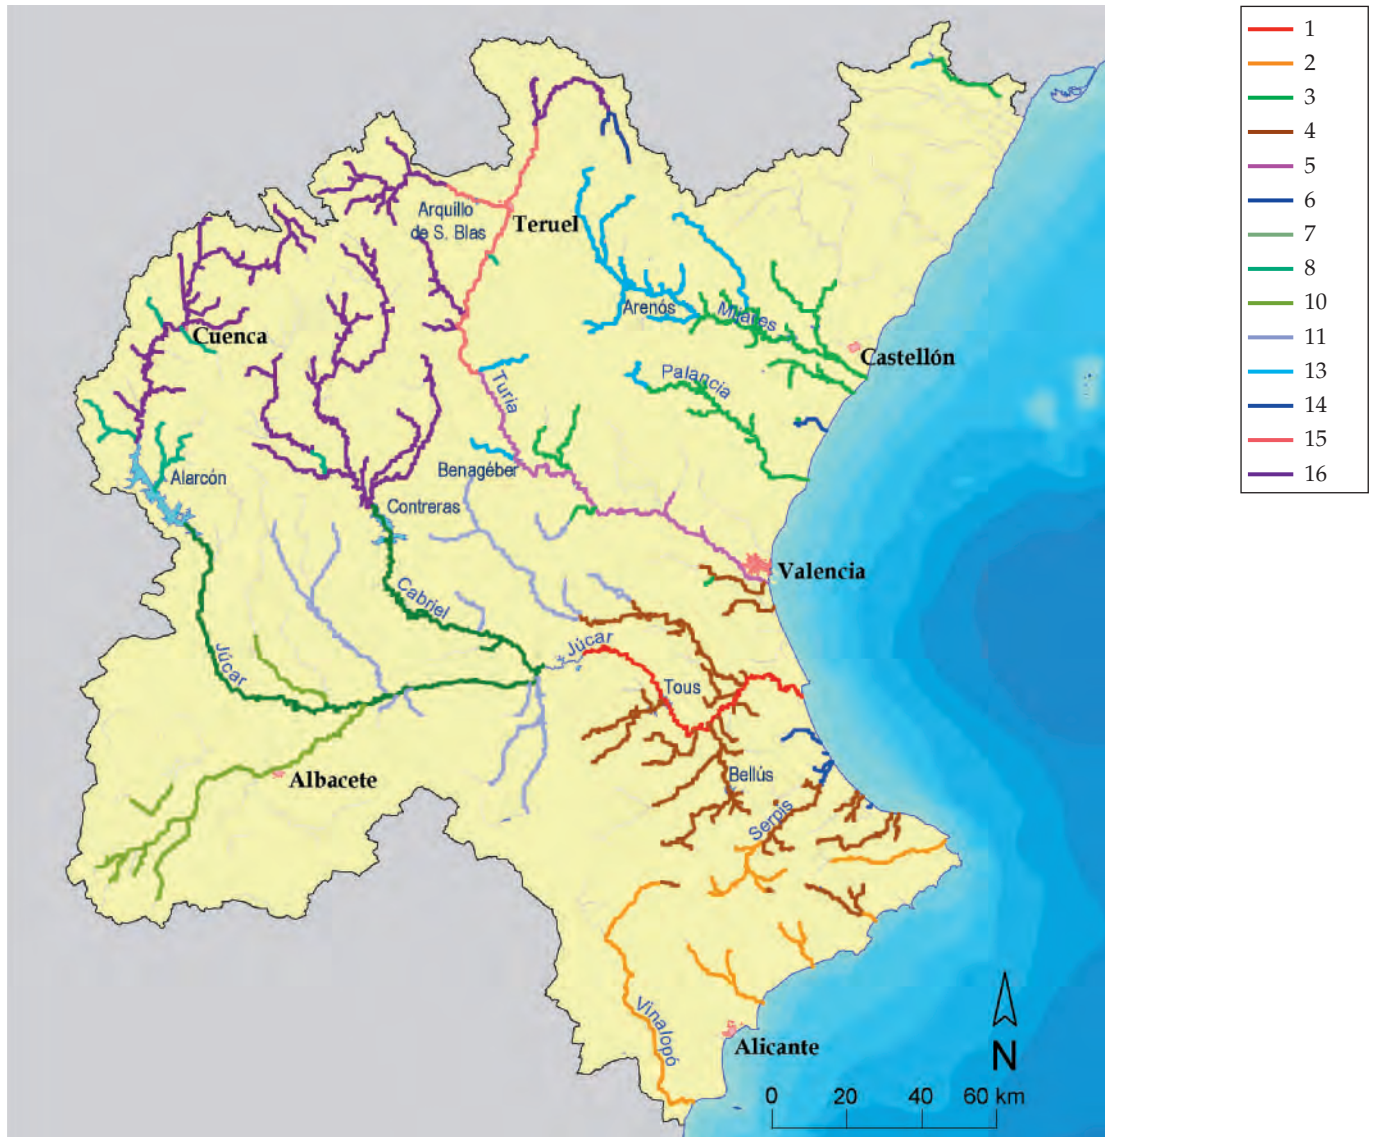 1
2
3
4
5
6
7
8
10
11
13
14
15
16
Arquillo
de S. Blas
Teruel
Cuenca
Arenós
Mijares
Castellón
Turia
Palancia
Alarcón
Benagéber
Contreras
Valencia
Cabriel
Júcar
Júcar
Tous
Albacete
Bellús
Serpis
Vinalopó
Alicante
N
0 20 40 60 km